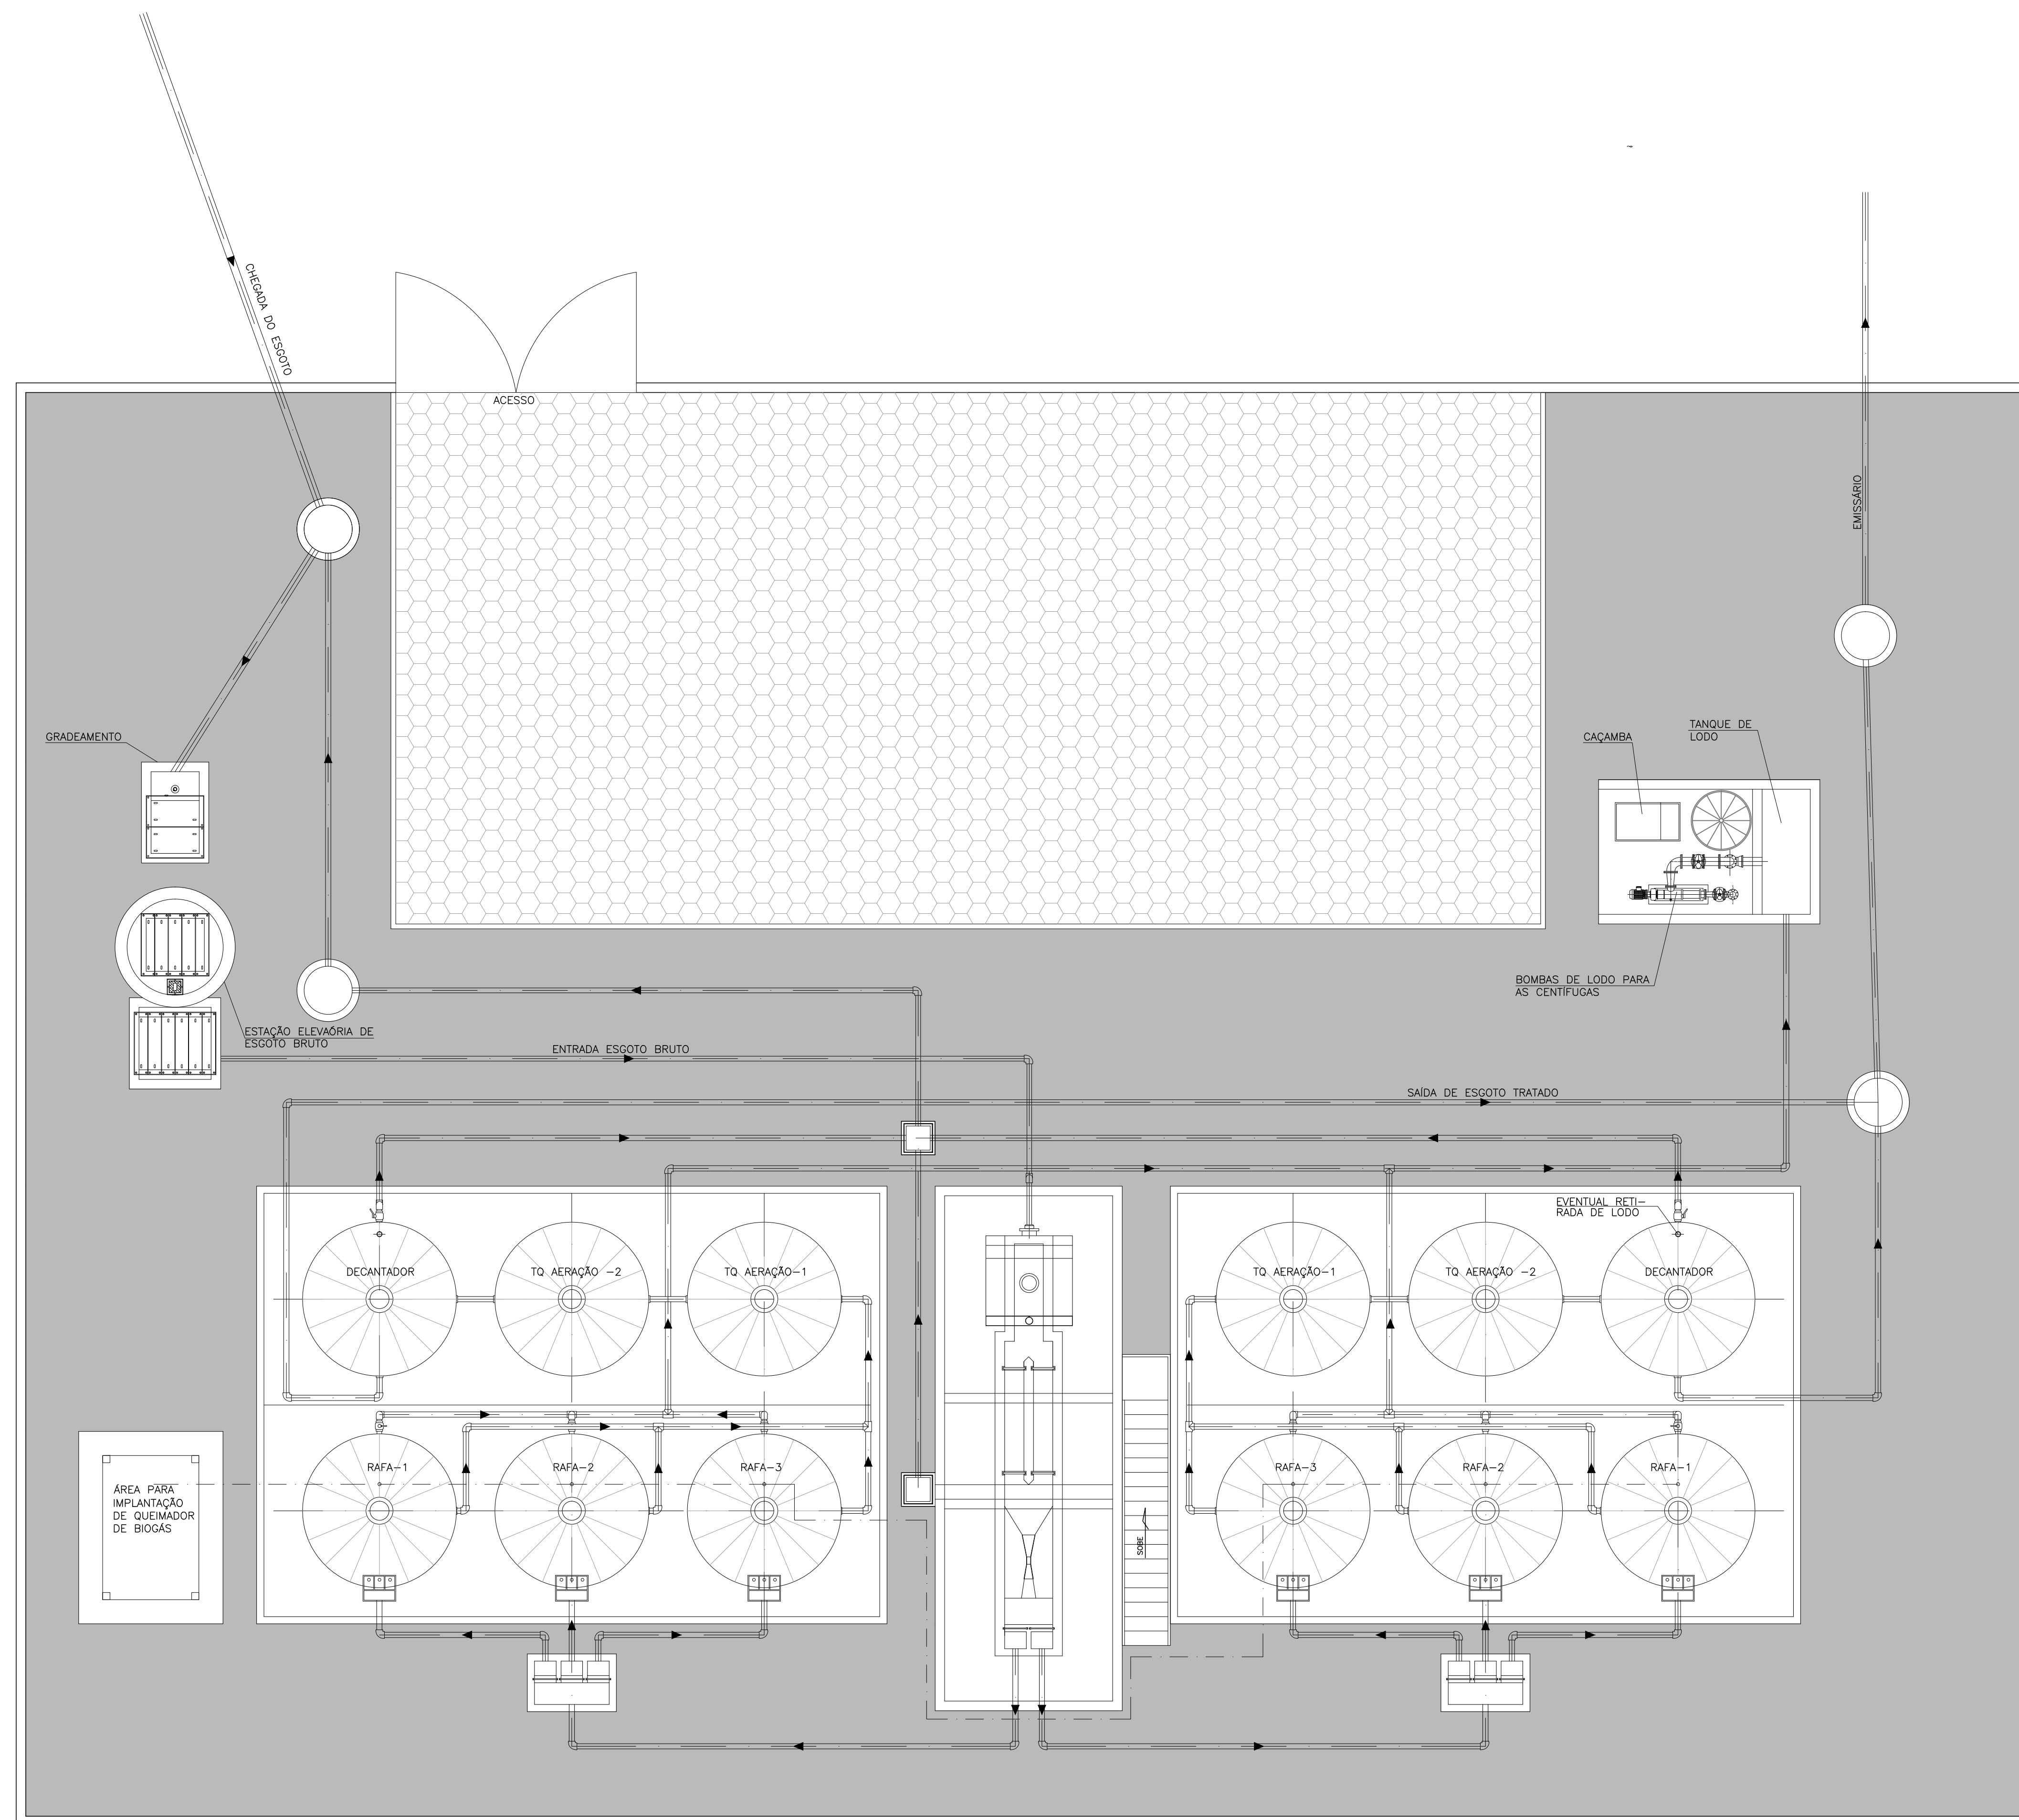 CHEGADA DO ESGOTO
ACESSO
EMISSÁRIO
GRADEAMENTO
CAÇAMBA
TANQUE DE
LODO
BOMBAS DE LODO PARA
AS CENTÍFUGAS
ESTAÇÃO ELEVAÓRIA DE
ESGOTO BRUTO
ENTRADA ESGOTO BRUTO
SAÍDA DE ESGOTO TRATADO
EVENTUAL RETI-
RADA DE LODO
DECANTADOR
TQ AERAÇÃO -2
TQ AERAÇÃO-1
TQ AERAÇÃO-1
TQ AERAÇÃO -2
DECANTADOR
RAFA-1
RAFA-2
RAFA-3
RAFA-3
RAFA-2
RAFA-1
ÁREA PARA
IMPLANTAÇÃO
DE QUEIMADOR
DE BIOGÁS
SOBE